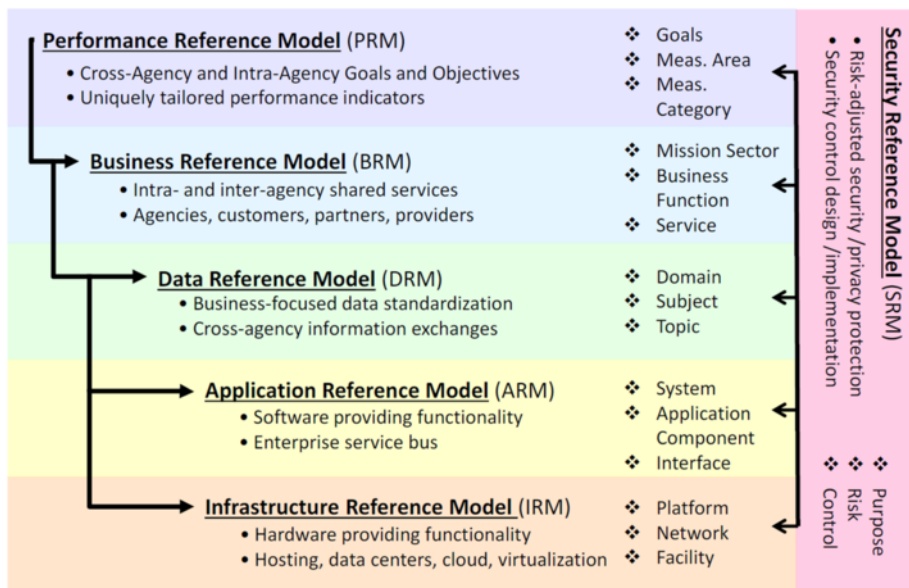 Performance Reference Model (PRM)
• Cross-Agency and Intra-Agency Goals and Objectives
• Uniquely tailored performance indicators
❖ Goals
❖ Meas. Area
❖ Meas.
Category
Business Reference Model (BRM)
• Intra- and inter-agency shared services
• Agencies, customers, partners, providers
❖ Mission Sector
❖ Business
Function
❖ Service
Data Reference Model (DRM)
• Business-focused data standardization
• Cross-agency information exchanges
❖ Domain
❖ Subject
❖ Topic
Application Reference Model (ARM)
• Software providing functionality
• Enterprise service bus
❖ System
❖ Application
Component
❖ Interface
Infrastructure Reference Model (IRM)
• Hardware providing functionality
• Hosting, data centers, cloud, virtualization
❖ Platform
❖ Network
❖ Facility
Security Reference Model (SRM)
• Risk-adjusted security/privacy protection
• Security control design /implementation
❖ Purpose
❖ Risk
❖ Control